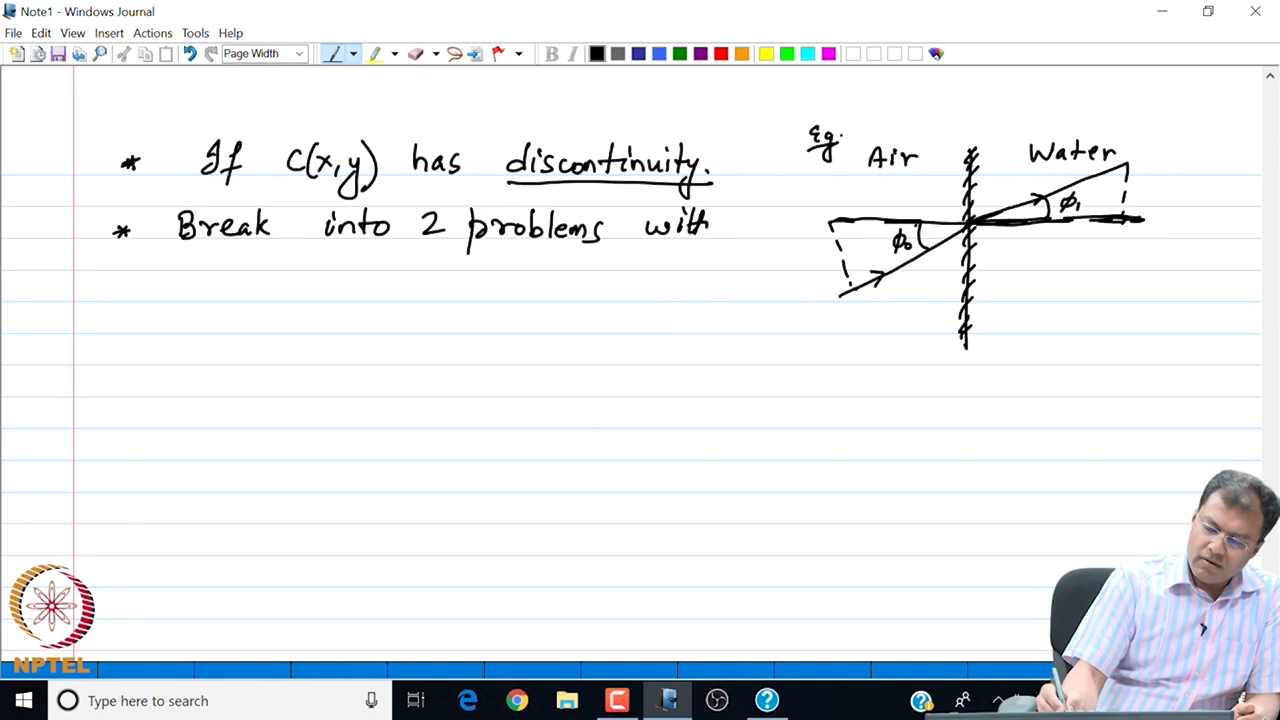 Note1 - Windows Journal
File Edit View Insert Actions Tools Help
Page Width
B I
* If C(x,y) has discontinuity.
* Break into 2 problems with
Eg.
Air
Water
ϕ₀
ϕ₁
NPTEL
Type here to search